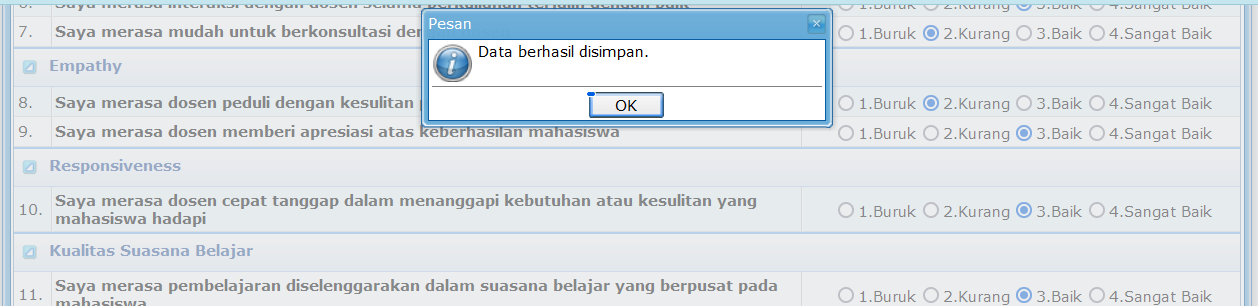 6. Saya merasa interaksi dengan dosen selama perkuliahan terjalin dengan baik 1.Buruk 2.Kurang 3.Baik 4.Sangat Baik
Pesan
7. Saya merasa mudah untuk berkonsultasi 1.Buruk 2.Kurang 3.Baik 4.Sangat Baik
Data berhasil disimpan.
Empathy
OK
8. Saya merasa dosen peduli dengan kesulitan 1.Buruk 2.Kurang 3.Baik 4.Sangat Baik
9. Saya merasa dosen memberi apresiasi atas keberhasilan mahasiswa 1.Buruk 2.Kurang 3.Baik 4.Sangat Baik
Responsiveness
10. Saya merasa dosen cepat tanggap dalam menanggapi kebutuhan atau kesulitan yang
mahasiswa hadapi 1.Buruk 2.Kurang 3.Baik 4.Sangat Baik
Kualitas Suasana Belajar
11. Saya merasa pembelajaran diselenggarakan dalam suasana belajar yang berpusat pada
mahasiswa 1.Buruk 2.Kurang 3.Baik 4.Sangat Baik